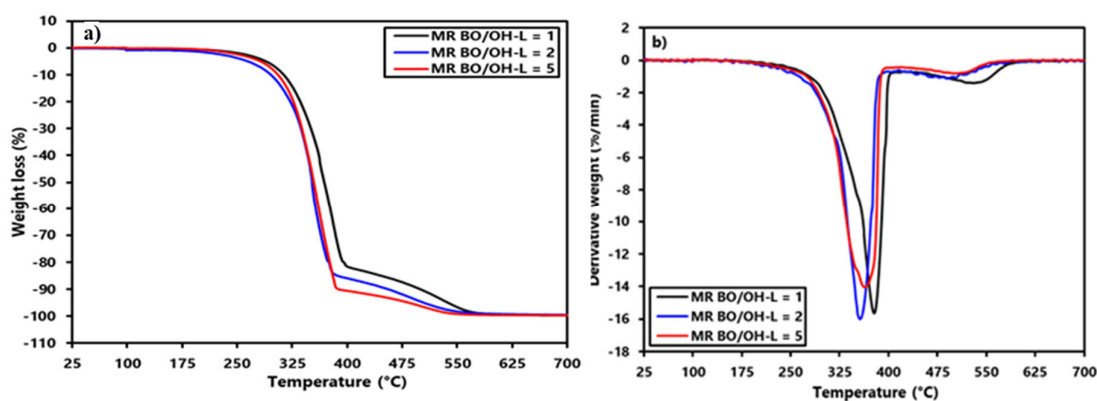 a)
MR BO/OH-L = 1
MR BO/OH-L = 2
MR BO/OH-L = 5
Weight loss (%)
10
0
-10
-20
-30
-40
-50
-60
-70
-80
-90
-100
-110
25 100 175 250 325 400 475 550 625 700
Temperature (°C)
b)
MR BO/OH-L = 1
MR BO/OH-L = 2
MR BO/OH-L = 5
Derivative weight (%/min)
2
0
-2
-4
-6
-8
-10
-12
-14
-16
-18
25 100 175 250 325 400 475 550 625 700
Temperature (°C)